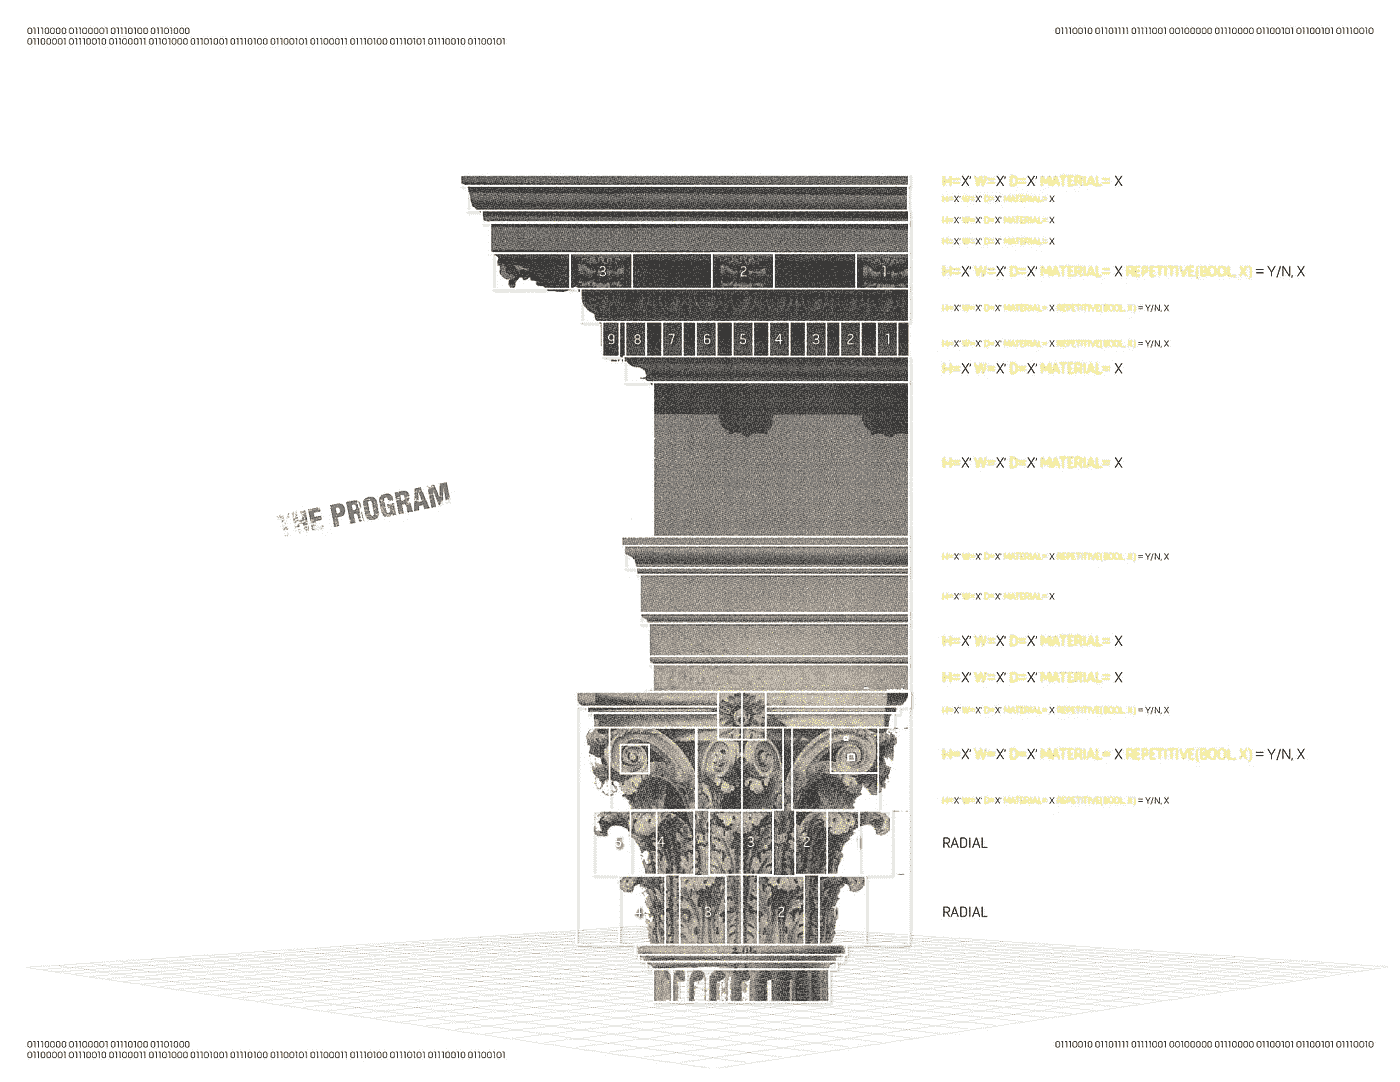 01110000 01100001 01110100 01101000
01100001 01110010 01100011 01101000 01101001 01110100 01100101 01100011 01110100 01110101 01110010 01100101
01110010 01101111 01111001 00100000 01110000 01100101 01100101 01110010
H=X' W=X' D=X' MATERIAL= X
H=X' W=X' D=X' MATERIAL= X
H=X' W=X' D=X' MATERIAL= X
H=X' W=X' D=X' MATERIAL= X
3 2 1
H=X' W=X' D=X' MATERIAL= X REPETITIVE(BOOL, X) = Y/N, X
H=X' W=X' D=X' MATERIAL= X REPETITIVE(BOOL, X) = Y/N, X
9 8 7 6 5 4 3 2 1
H=X' W=X' D=X' MATERIAL= X REPETITIVE(BOOL, X) = Y/N, X
H=X' W=X' D=X' MATERIAL= X
H=X' W=X' D=X' MATERIAL= X
THE PROGRAM
H=X' W=X' D=X' MATERIAL= X REPETITIVE(BOOL, X) = Y/N, X
H=X' W=X' D=X' MATERIAL= X
H=X' W=X' D=X' MATERIAL= X
H=X' W=X' D=X' MATERIAL= X
H=X' W=X' D=X' MATERIAL= X REPETITIVE(BOOL, X) = Y/N, X
H=X' W=X' D=X' MATERIAL= X REPETITIVE(BOOL, X) = Y/N, X
H=X' W=X' D=X' MATERIAL= X REPETITIVE(BOOL, X) = Y/N, X
5 4 3 2 1
RADIAL
4 3 2
RADIAL
01110000 01100001 01110100 01101000
01100001 01110010 01100011 01101000 01101001 01110100 01100101 01100011 01110100 01110101 01110010 01100101
01110010 01101111 01111001 00100000 01110000 01100101 01100101 01110010